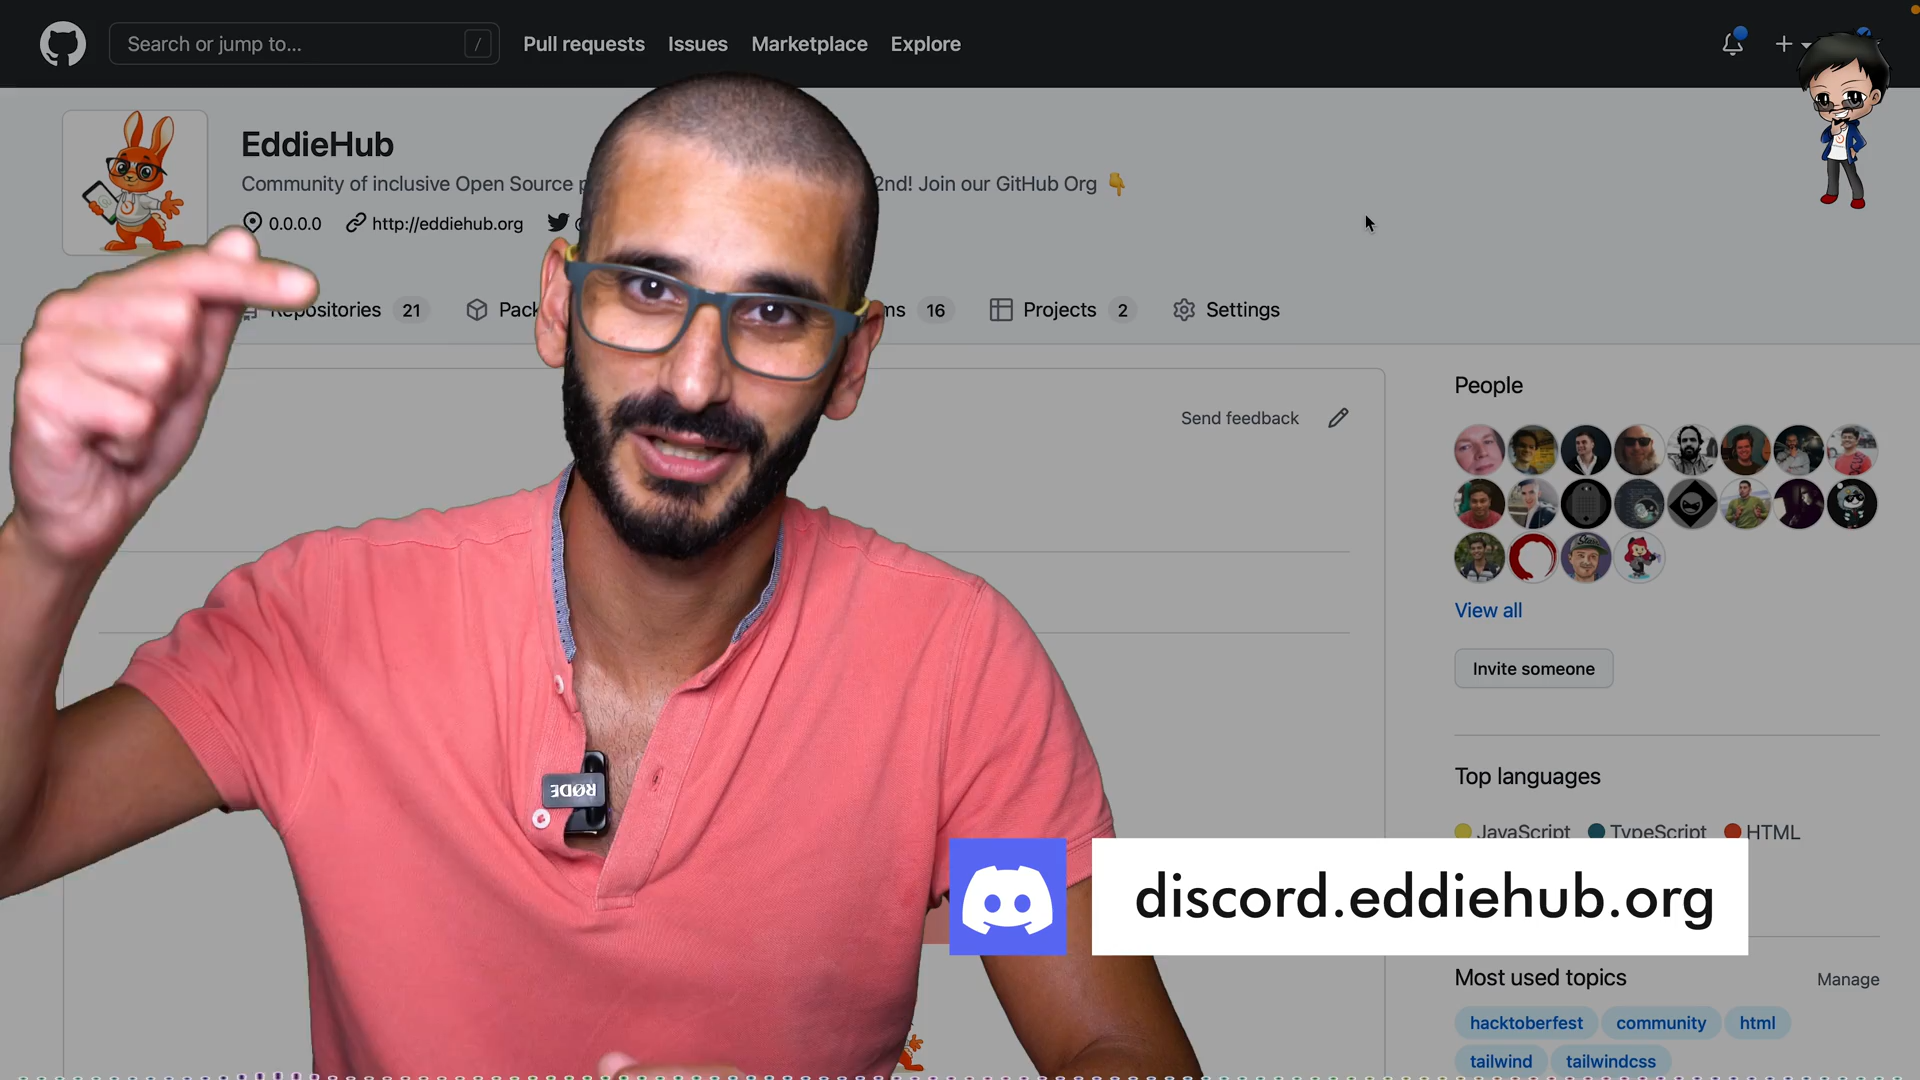 Search or jump to...
/
Pull requests
Issues
Marketplace
Explore
EddieHub
Community of inclusive Open Source
2nd! Join our GitHub Org 👇
0.0.0.0
http://eddiehub.org
Repositories 21
16
Projects 2
Settings
Send feedback
People
View all
Invite someone
Top languages
JavaScript
TypeScript
HTML
RØDE
discord.eddiehub.org
Most used topics
Manage
hacktoberfest
community
html
tailwind
tailwindcss